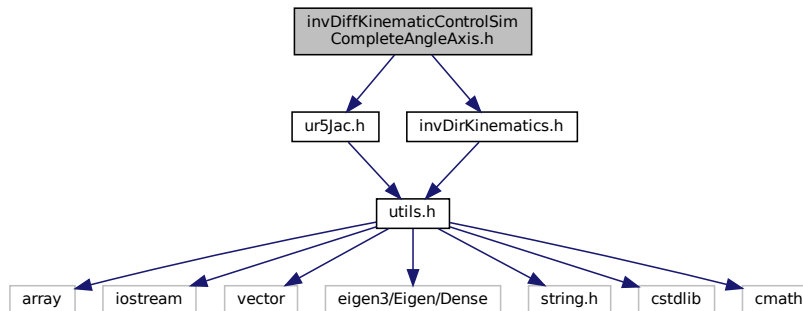 invDiffKinematicControlSim
CompleteAngleAxis.h
ur5Jac.h
invDirKinematics.h
utils.h
array
iostream
vector
eigen3/Eigen/Dense
string.h
cstdlib
cmath